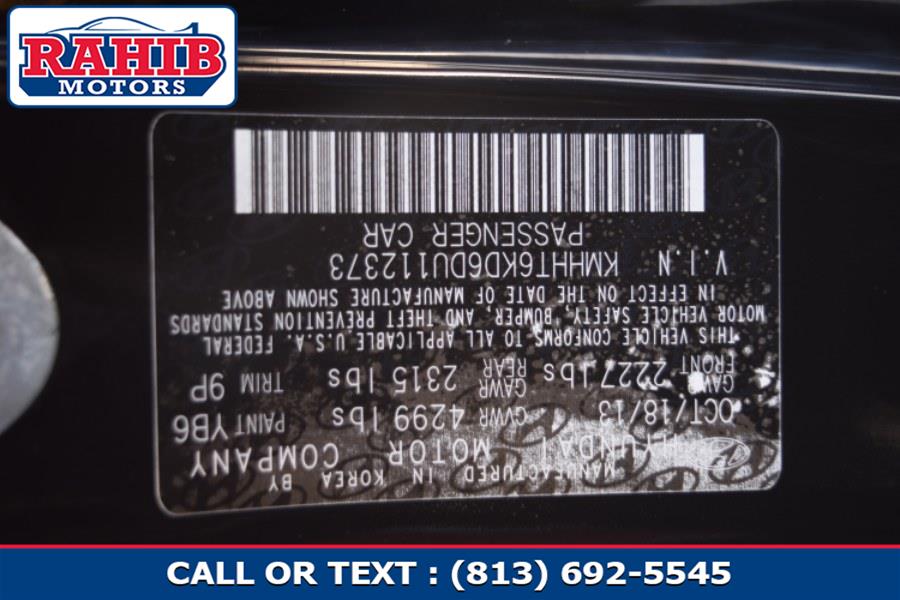 RAHIB
MOTORS
MANUFACTURED IN KOREA BY
HYUNDAI MOTOR COMPANY
OCT/18/13 GVWR 4299 lbs PAINT YB6
GAWR FRONT 2227 lbs GAWR REAR 2315 lbs TRIM 9P
THIS VEHICLE CONFORMS TO ALL APPLICABLE U.S.A. FEDERAL
MOTOR VEHICLE SAFETY, BUMPER, AND THEFT PREVENTION STANDARDS
IN EFFECT ON THE DATE OF MANUFACTURE SHOWN ABOVE
V.I.N KMHHT6KD6DU112373
PASSENGER CAR
CALL OR TEXT : (813) 692-5545